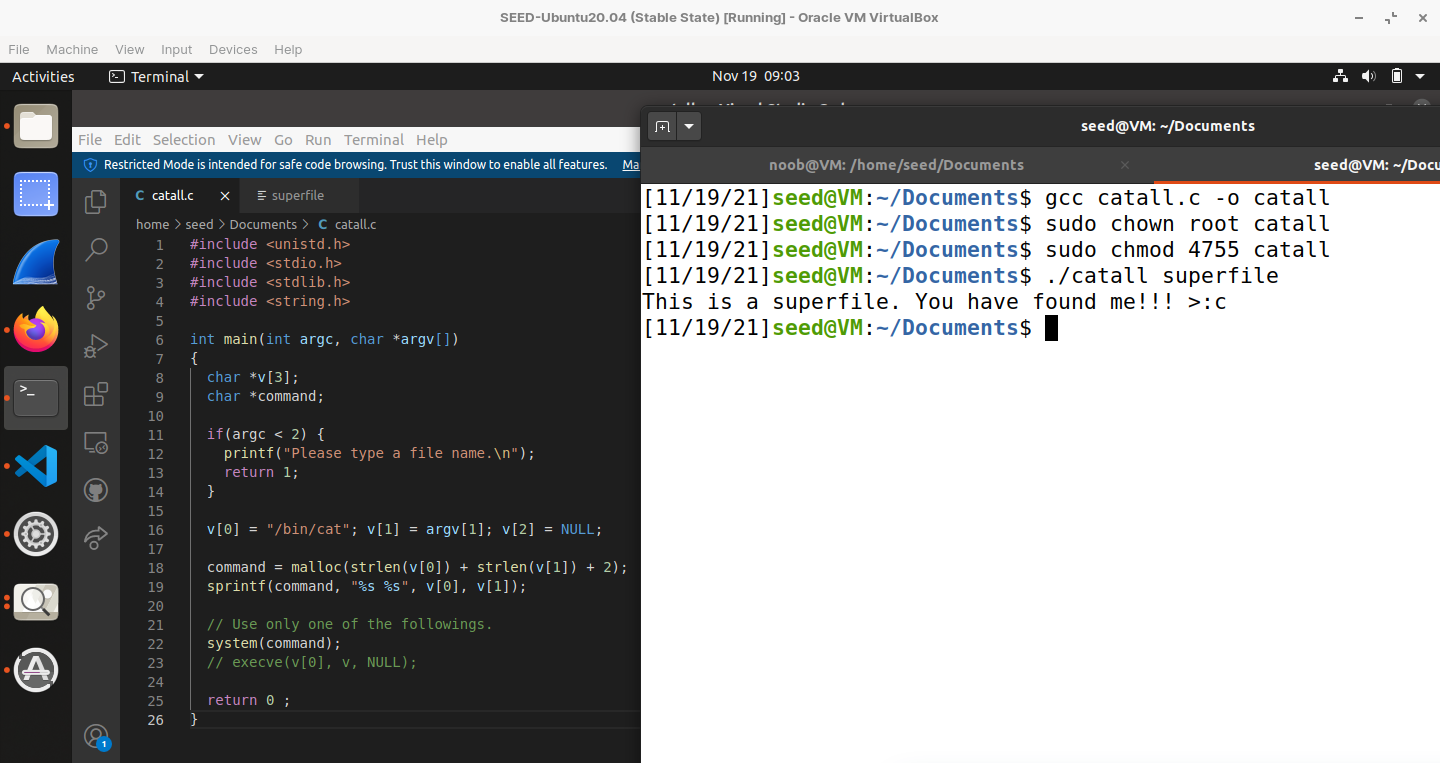 SEED-Ubuntu20.04 (Stable State) [Running] - Oracle VM VirtualBox
File Machine View Input Devices Help
Activities Terminal Nov 19 09:03
File Edit Selection View Go Run Terminal Help
Restricted Mode is intended for safe code browsing. Trust this window to enable all features. Ma
catall.c superfile
home > seed > Documents > C catall.c
1 #include <unistd.h>
2 #include <stdio.h>
3 #include <stdlib.h>
4 #include <string.h>
5
6 int main(int argc, char *argv[])
7 {
8 char *v[3];
9 char *command;
10
11 if(argc < 2) {
12 printf("Please type a file name.\n");
13 return 1;
14 }
15
16 v[0] = "/bin/cat"; v[1] = argv[1]; v[2] = NULL;
17
18 command = malloc(strlen(v[0]) + strlen(v[1]) + 2);
19 sprintf(command, "%s %s", v[0], v[1]);
20
21 // Use only one of the followings.
22 system(command);
23 // execve(v[0], v, NULL);
24
25 return 0 ;
26 }
1
seed@VM: ~/Documents
noob@VM: /home/seed/Documents × seed@VM: ~/Docu
[11/19/21]seed@VM:~/Documents$ gcc catall.c -o catall
[11/19/21]seed@VM:~/Documents$ sudo chown root catall
[11/19/21]seed@VM:~/Documents$ sudo chmod 4755 catall
[11/19/21]seed@VM:~/Documents$ ./catall superfile
This is a superfile. You have found me!!! >:c
[11/19/21]seed@VM:~/Documents$